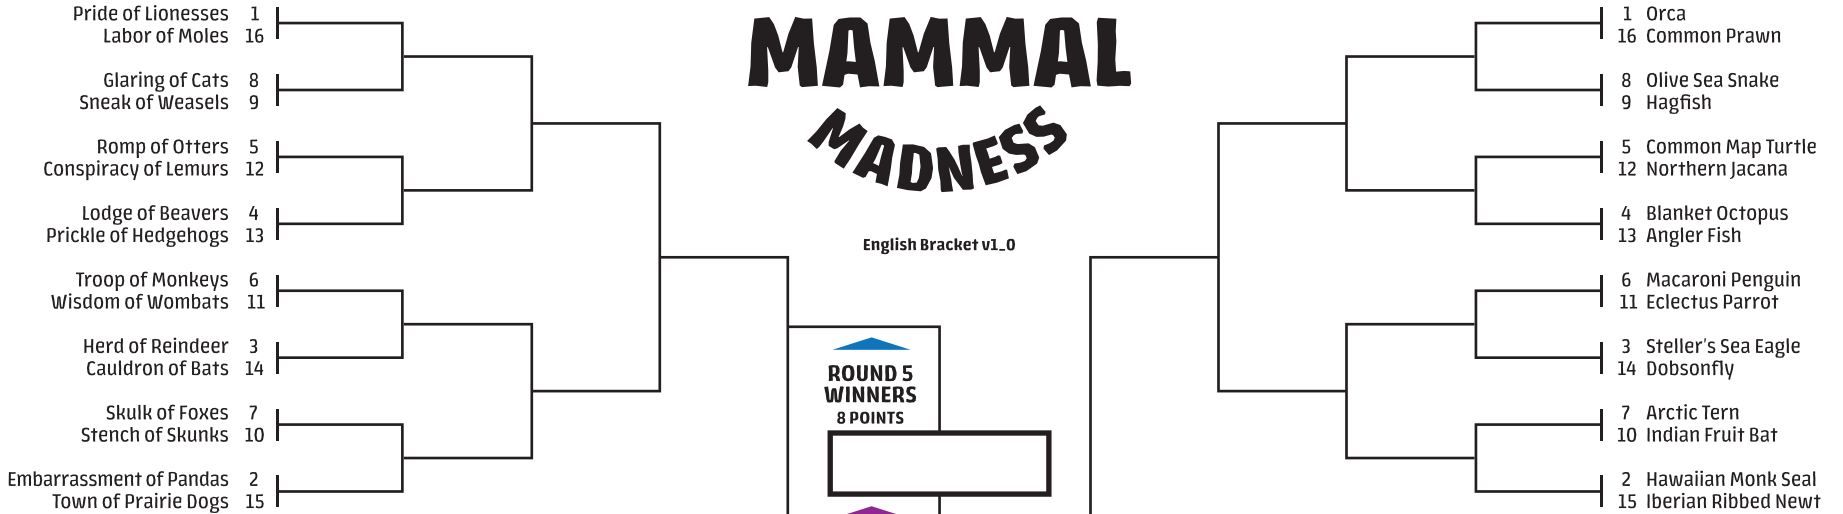 Pride of Lionesses 1
Labor of Moles 16
Glaring of Cats 8
Sneak of Weasels 9
Romp of Otters 5
Conspiracy of Lemurs 12
Lodge of Beavers 4
Prickle of Hedgehogs 13
Troop of Monkeys 6
Wisdom of Wombats 11
Herd of Reindeer 3
Cauldron of Bats 14
Skulk of Foxes 7
Stench of Skunks 10
Embarrassment of Pandas 2
Town of Prairie Dogs 15
MAMMAL
MADNESS
English Bracket v1_0
ROUND 5
WINNERS
8 POINTS
1 Orca
16 Common Prawn
8 Olive Sea Snake
9 Hagfish
5 Common Map Turtle
12 Northern Jacana
4 Blanket Octopus
13 Angler Fish
6 Macaroni Penguin
11 Eclectus Parrot
3 Steller's Sea Eagle
14 Dobsonfly
7 Arctic Tern
10 Indian Fruit Bat
2 Hawaiian Monk Seal
15 Iberian Ribbed Newt